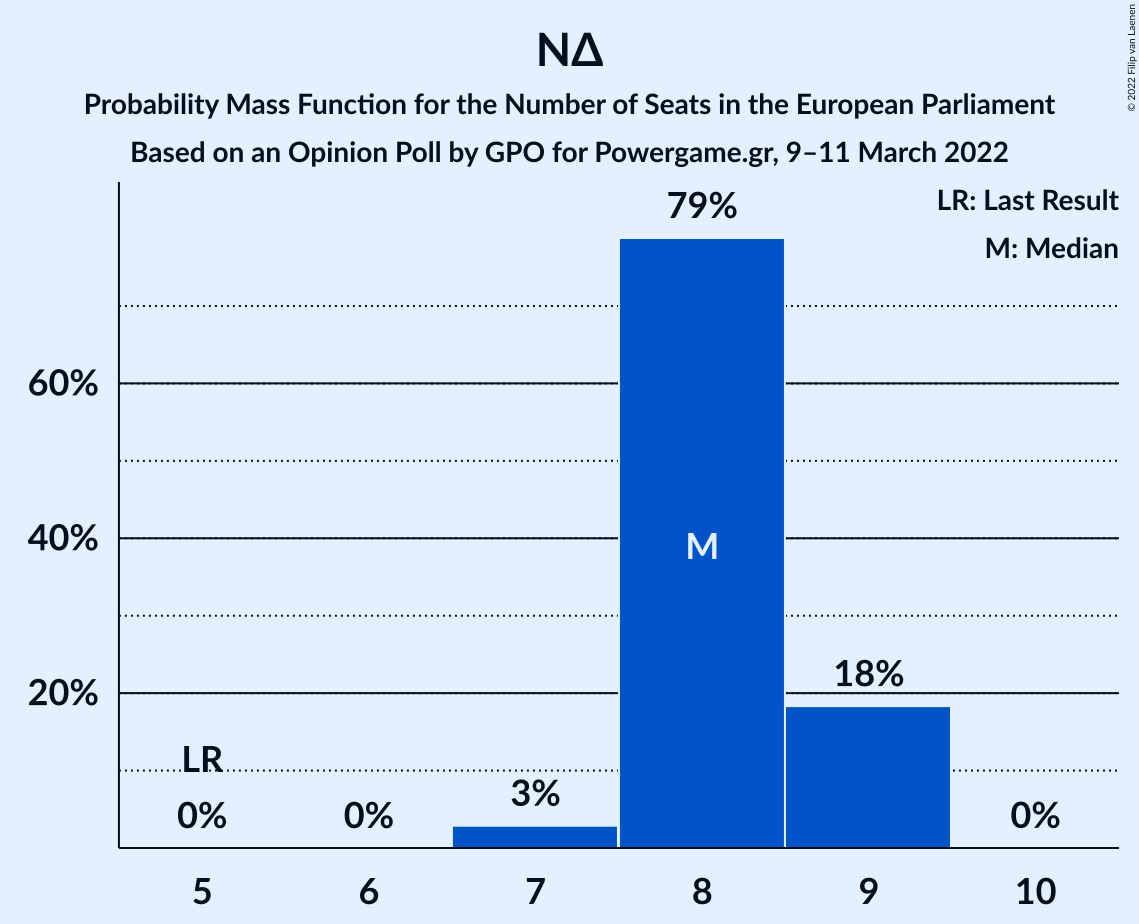 ΝΔ
Probability Mass Function for the Number of Seats in the European Parliament
Based on an Opinion Poll by GPO for Powergame.gr, 9–11 March 2022
© 2022 Filip van Laenen
LR: Last Result
M: Median
79%
60%
40%
20%
M
18%
LR
3%
0%
0%
0%
5
6
7
8
9
10